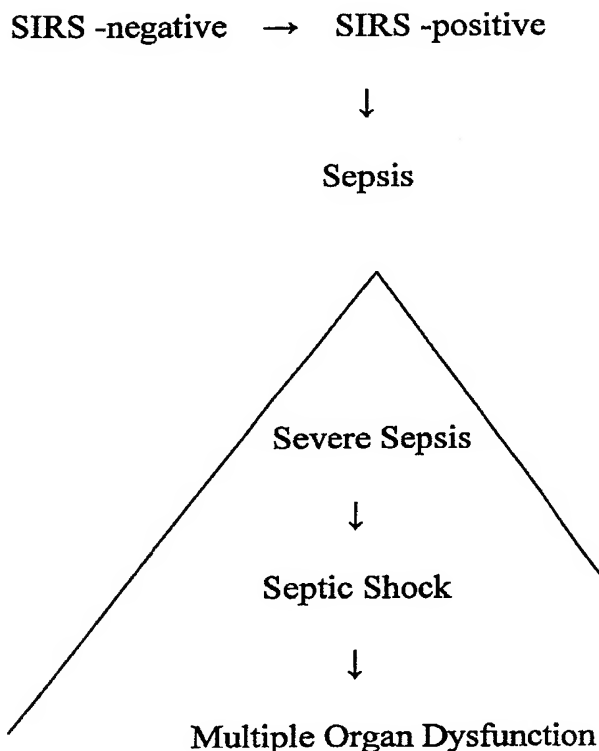 SIRS -negative → SIRS -positive
↓
Sepsis
Severe Sepsis
↓
Septic Shock
↓
Multiple Organ Dysfunction